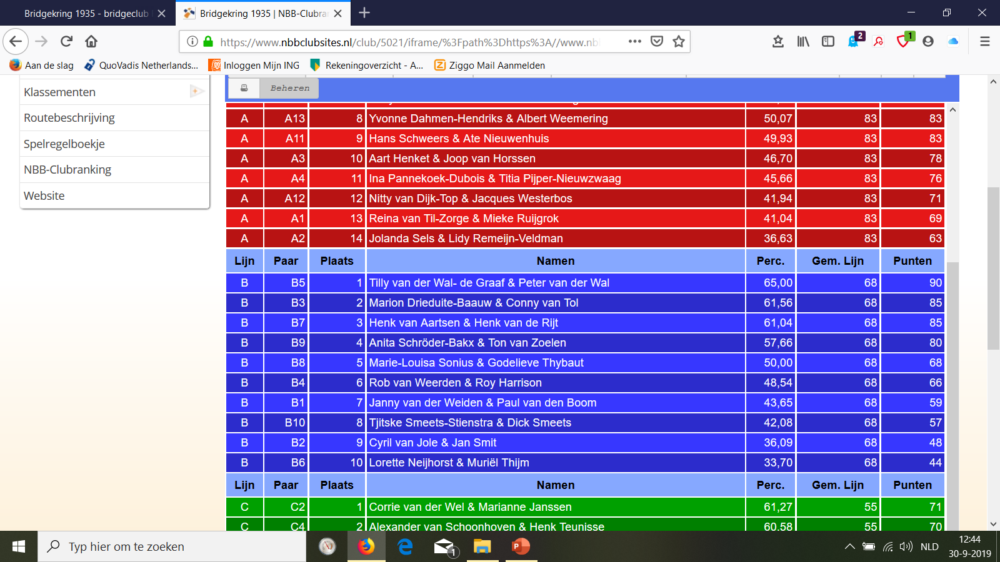 Bridgekring 1935 - bridgeclub
Bridgekring 1935 | NBB-Clubran
https://www.nbbclubsites.nl/club/5021/iframe/%3Fpath%3Dhttps%3A//www.nb
2
1
Aan de slag
QuoVadis Netherlands...
Inloggen Mijn ING
Rekeningoverzicht - A...
Ziggo Mail Aanmelden
Klassementen
Routebeschrijving
Spelregelboekje
NBB-Clubranking
Website
Beheren
A A13 8 Yvonne Dahmen-Hendriks & Albert Weemering 50,07 83 83
A A11 9 Hans Schweers & Ate Nieuwenhuis 49,93 83 83
A A3 10 Aart Henket & Joop van Horssen 46,70 83 78
A A4 11 Ina Pannekoek-Dubois & Titia Pijper-Nieuwzwaag 45,66 83 76
A A12 12 Nitty van Dijk-Top & Jacques Westerbos 41,94 83 71
A A1 13 Reina van Til-Zorge & Mieke Ruijgrok 41,04 83 69
A A2 14 Jolanda Sels & Lidy Remeijn-Veldman 36,63 83 63
Lijn Paar Plaats Namen Perc. Gem. Lijn Punten
B B5 1 Tilly van der Wal- de Graaf & Peter van der Wal 65,00 68 90
B B3 2 Marion Drieduite-Baauw & Conny van Tol 61,56 68 85
B B7 3 Henk van Aartsen & Henk van de Rijt 61,04 68 85
B B9 4 Anita Schröder-Bakx & Ton van Zoelen 57,66 68 80
B B8 5 Marie-Louisa Sonius & Godelieve Thybaut 50,00 68 68
B B4 6 Rob van Weerden & Roy Harrison 48,54 68 66
B B1 7 Janny van der Weiden & Paul van den Boom 43,65 68 59
B B10 8 Tjitske Smeets-Stienstra & Dick Smeets 42,08 68 57
B B2 9 Cyril van Jole & Jan Smit 36,09 68 48
B B6 10 Lorette Neijhorst & Muriël Thijm 33,70 68 44
Lijn Paar Plaats Namen Perc. Gem. Lijn Punten
C C2 1 Corrie van der Wel & Marianne Janssen 61,27 55 71
C C4 2 Alexander van Schoonhoven & Henk Teunisse 60,58 55 70
Typ hier om te zoeken
1
P
NLD
12:44
30-9-2019